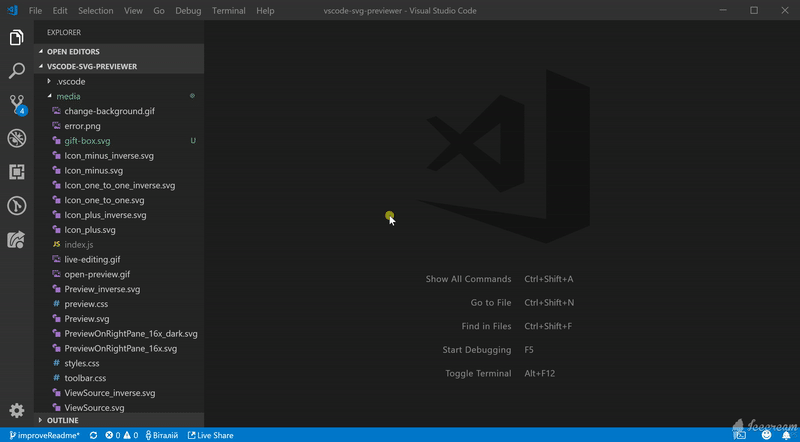 File Edit Selection View Go Debug Terminal Help vscode-svg-previewer - Visual Studio Code
EXPLORER
OPEN EDITORS
VSCODE-SVG-PREVIEWER
.vscode
media
change-background.gif
error.png
gift-box.svg U
Icon_minus_inverse.svg
Icon_minus.svg
Icon_one_to_one_inverse.svg
Icon_one_to_one.svg
Icon_plus_inverse.svg
Icon_plus.svg
JS index.js
live-editing.gif
open-preview.gif
Preview_inverse.svg
# preview.css
Preview.svg
PreviewOnRightPane_16x_dark.svg
PreviewOnRightPane_16x.svg
# styles.css
# toolbar.css
ViewSource_inverse.svg
ViewSource.svg
OUTLINE
4
Show All Commands Ctrl+Shift+A
Go to File Ctrl+Shift+N
Find in Files Ctrl+Shift+F
Start Debugging F5
Toggle Terminal Alt+F12
Icecream
improveReadme* 0 0 Віталій Live Share